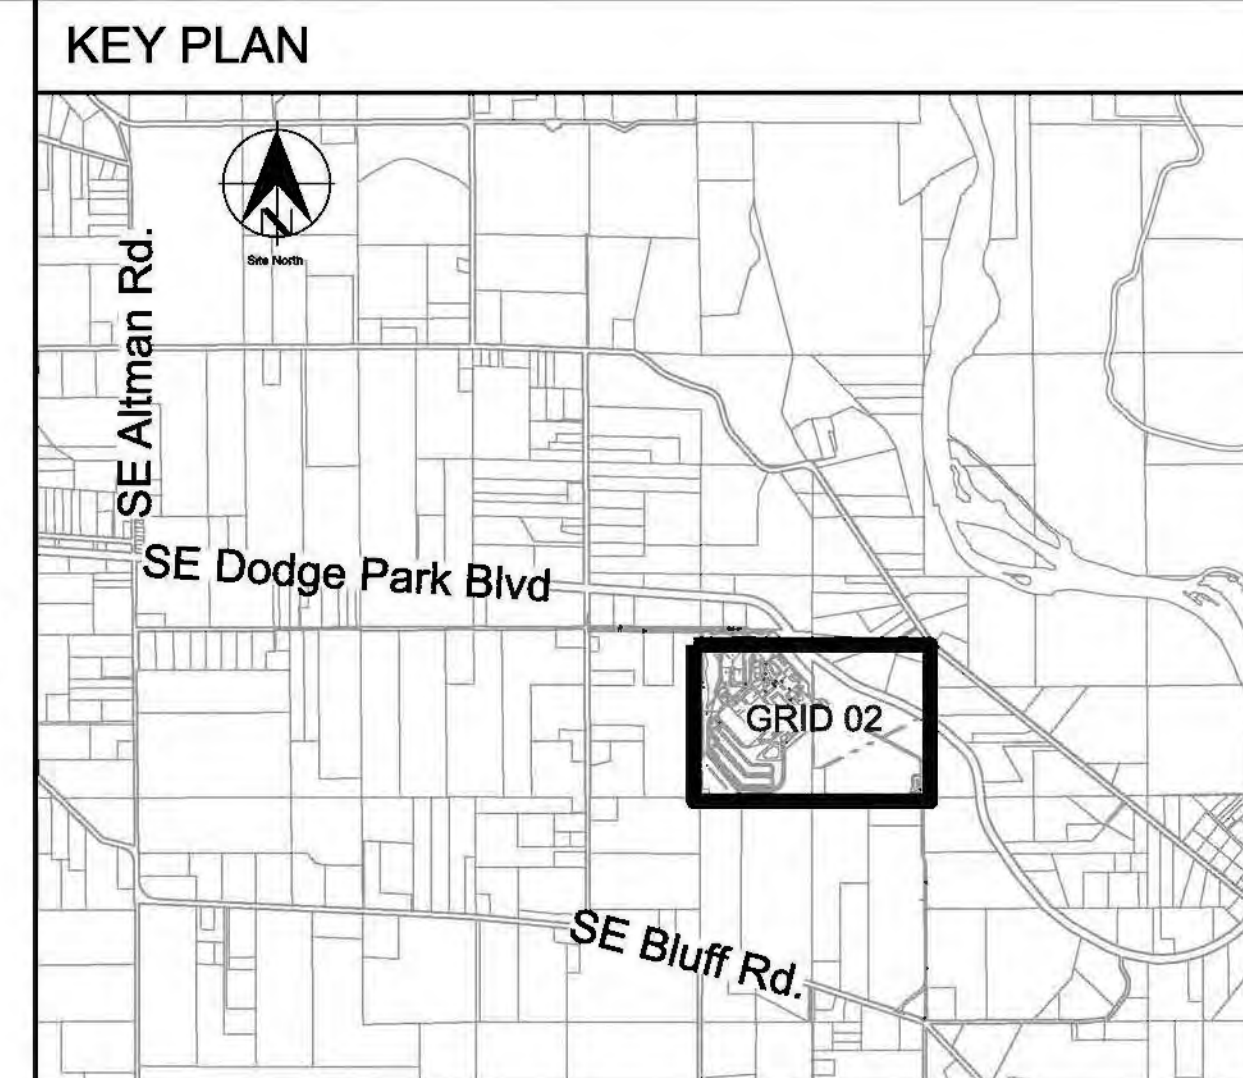 KEY PLAN
N
Site North
SE Altman Rd.
SE Dodge Park Blvd
GRID 02
SE Bluff Rd.